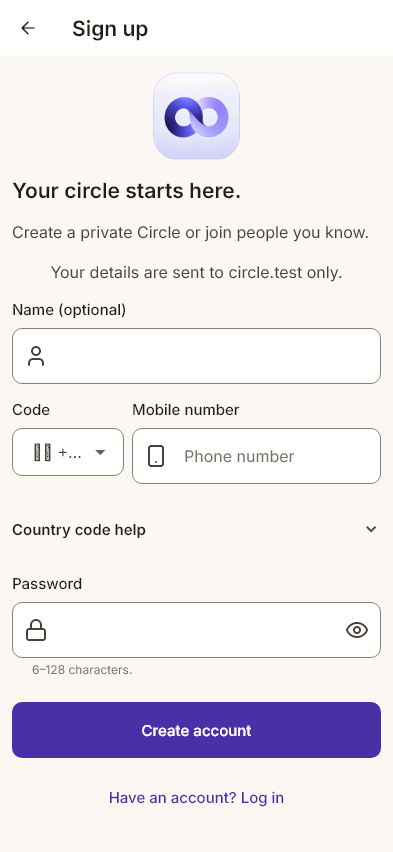 Sign up
Your circle starts here.
Create a private Circle or join people you know.
Your details are sent to circle.test only.
Name (optional)
Code
Mobile number
+...
Phone number
Country code help
Password
6–128 characters.
Create account
Have an account? Log in